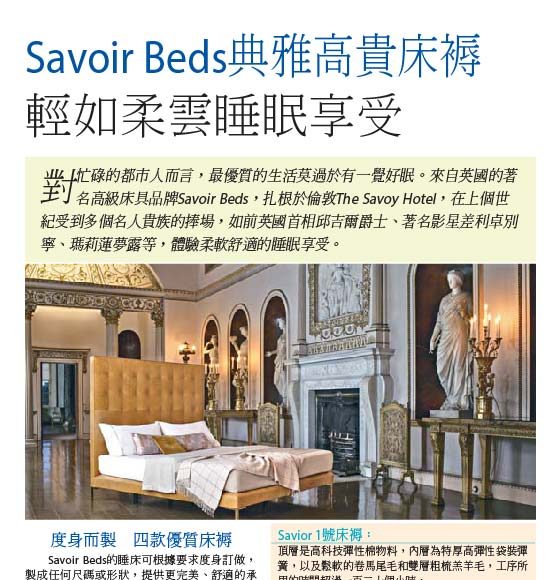 Savoir Beds典雅高貴床褥
輕如柔雲睡眠享受
對忙碌的都市人而言，最優質的生活莫過於有一覺好眠。來自英國的著
名高級床具品牌Savoir Beds，扎根於倫敦The Savoy Hotel，在上個世
紀受到多個名人貴族的捧場，如前英國首相邱吉爾爵士、著名影星差利卓別
寧、瑪莉蓮夢露等，體驗柔軟舒適的睡眠享受。
度身而製　四款優質床褥
Savoir Beds的睡床可根據要求度身訂做，
製成任何尺碼或形狀，提供更完美、舒適的承
Savior 1號床褥：
頂層是高科技彈性棉物料，內層為特厚高彈性袋裝彈
簧，以及鬆軟的卷馬尾毛和雙層粗梳羔羊毛，工序所